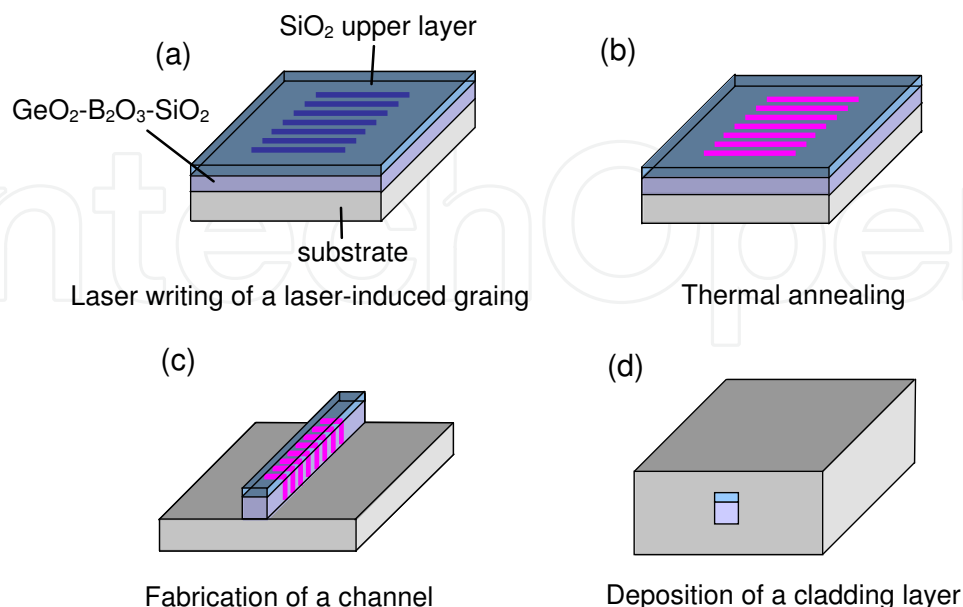 SiO₂ upper layer
(a)
(b)
GeO₂-B₂O₃-SiO₂
substrate
Laser writing of a laser-induced graing
Thermal annealing
(c)
(d)
Fabrication of a channel
Deposition of a cladding layer
ntechOpe